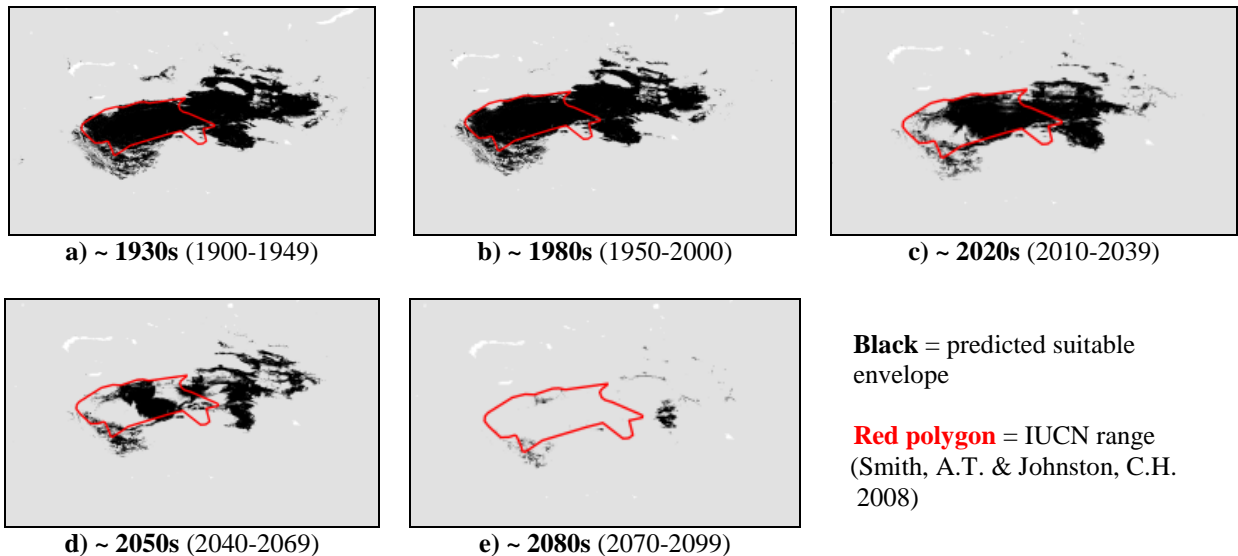 a) ~ 1930s (1900-1949)
b) ~ 1980s (1950-2000)
c) ~ 2020s (2010-2039)
d) ~ 2050s (2040-2069)
e) ~ 2080s (2070-2099)
Black = predicted suitable
envelope
Red polygon = IUCN range
(Smith, A.T. & Johnston, C.H.
2008)